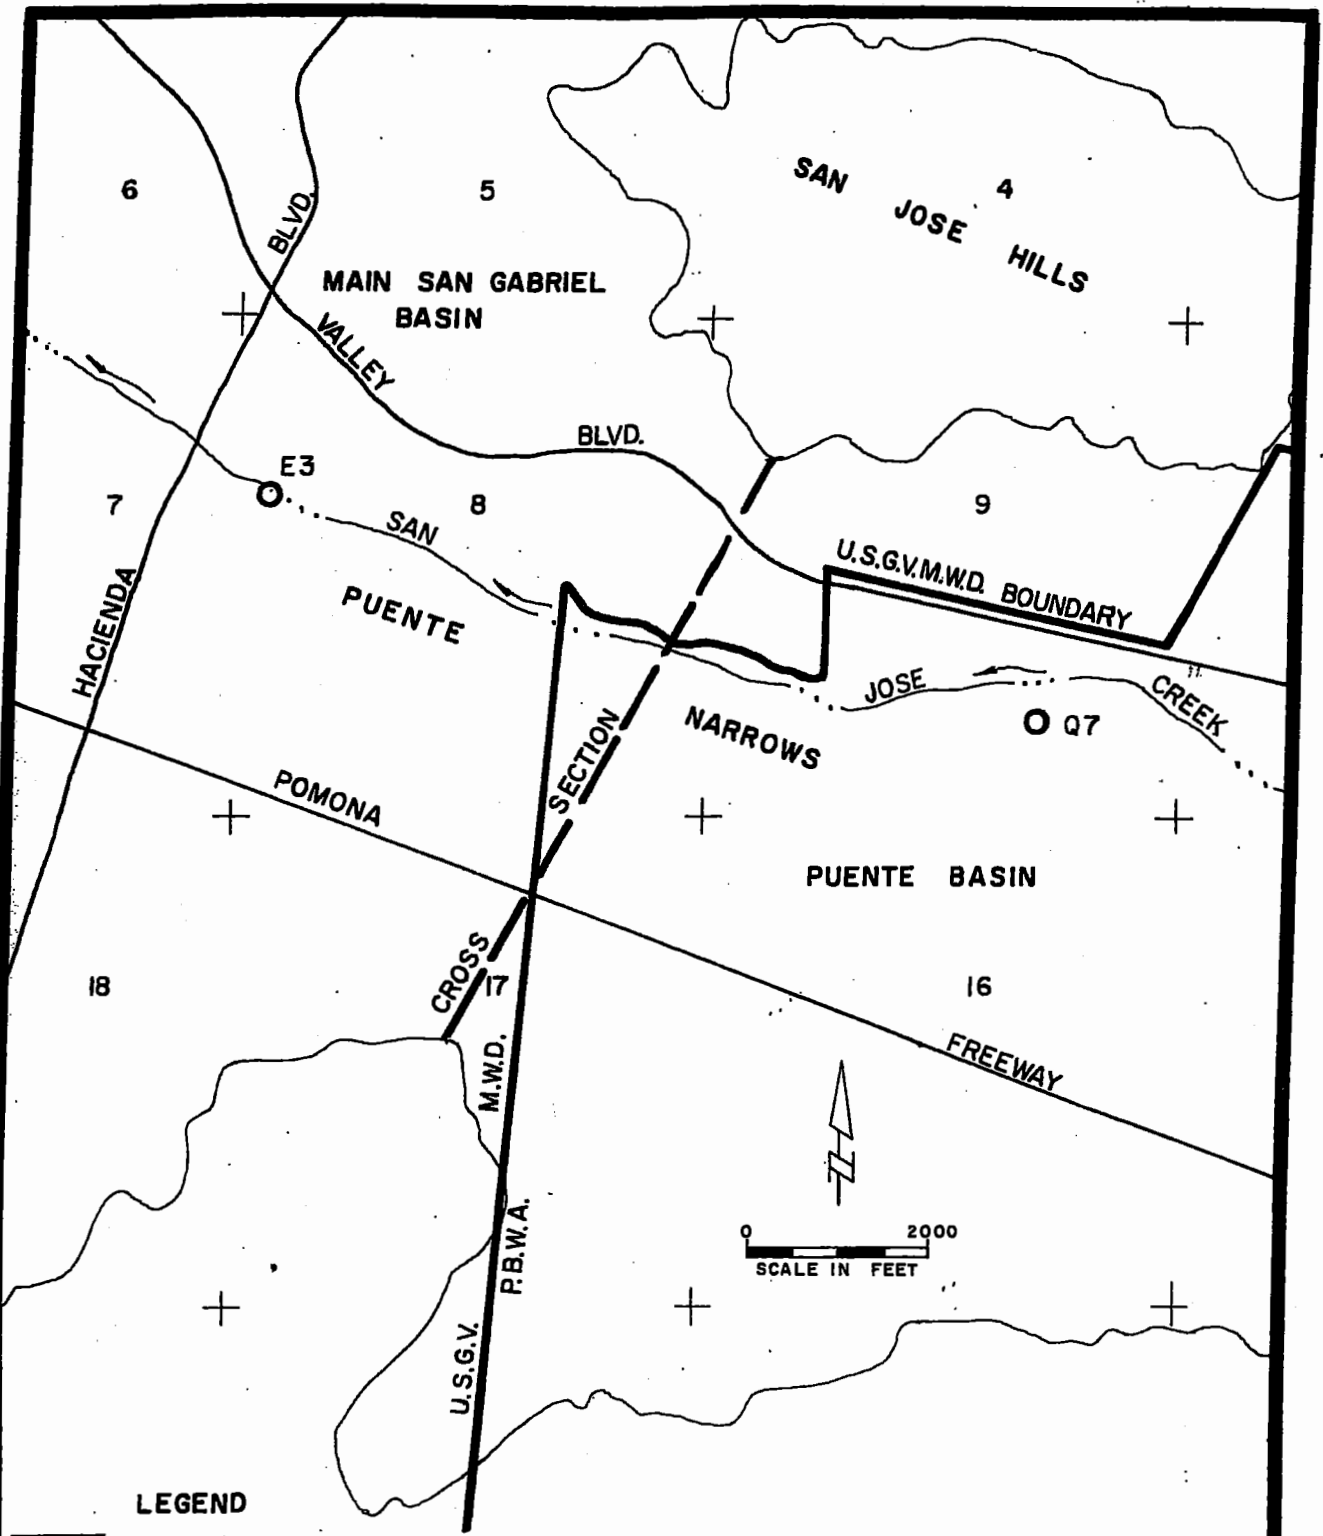 6
5
4
SAN JOSE HILLS
BLVD.
MAIN SAN GABRIEL
BASIN
VALLEY
BLVD.
E3
7
8
9
SAN
U.S.G.V.M.W.D. BOUNDARY
HACIENDA
PUENTE
JOSE
CREEK
Q7
NARROWS
SECTION
POMONA
PUENTE BASIN
CROSS
18
17
16
M.W.D.
FREEWAY
P.B.W.A.
0 2000
SCALE IN FEET
U.S.G.V.
LEGEND